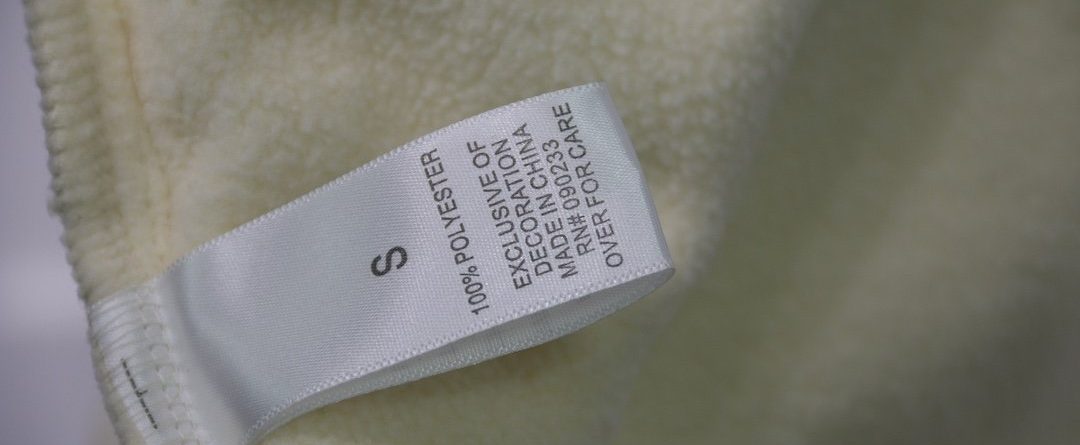 S
100% POLYESTER
EXCLUSIVE OF
DECORATION
MADE IN CHINA
RN# 090233
OVER FOR CARE